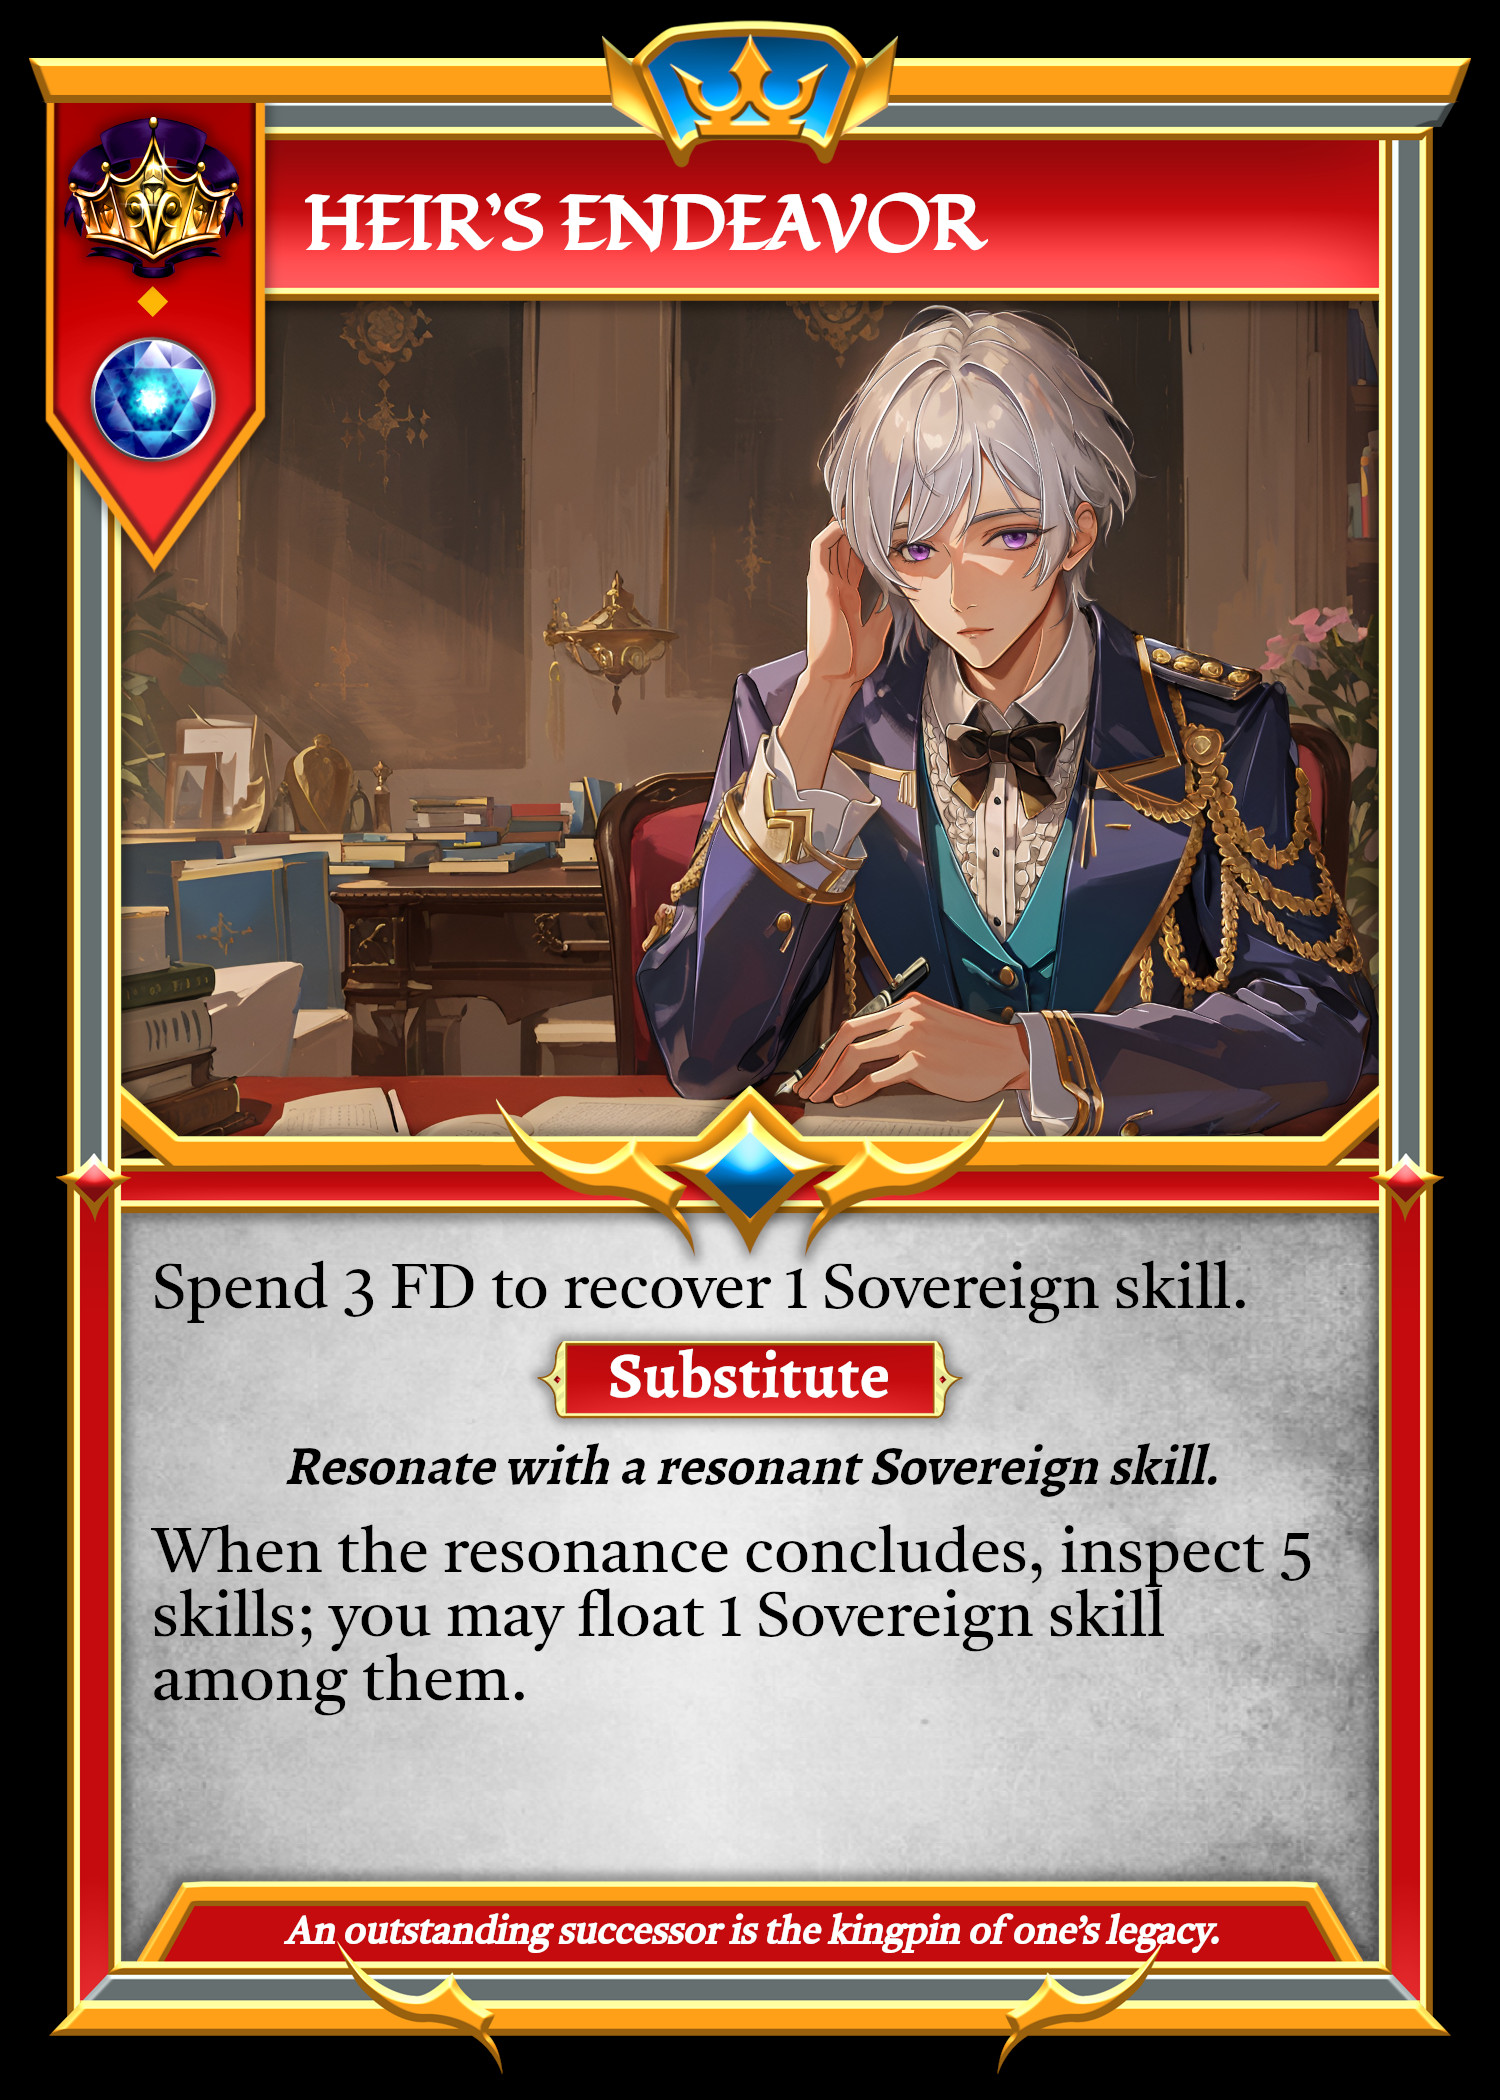 HEIR'S ENDEAVOR
Spend 3 FD to recover 1 Sovereign skill.
Substitute
Resonate with a resonant Sovereign skill.
When the resonance concludes, inspect 5
skills; you may float 1 Sovereign skill
among them.
An outstanding successor is the kingpin of one's legacy.